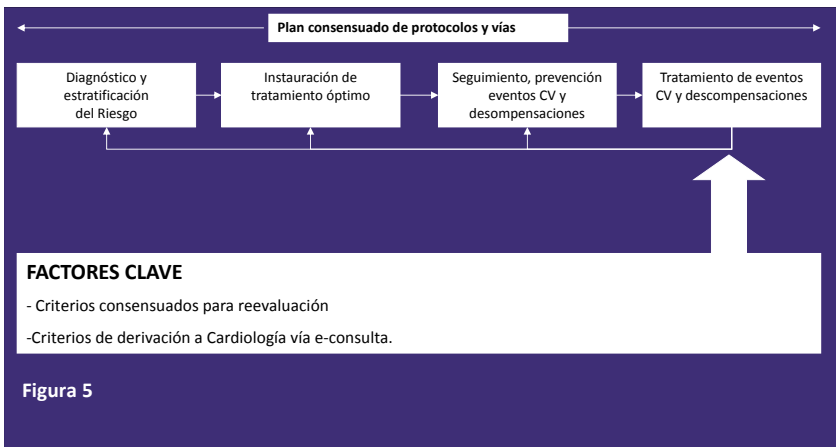 Plan consensuado de protocolos y vías
Diagnóstico y
estratificación
del Riesgo
Instauración de
tratamiento óptimo
Seguimiento, prevención
eventos CV y
desompensaciones
Tratamiento de eventos
CV y descompensaciones
FACTORES CLAVE
- Criterios consensuados para reevaluación
-Criterios de derivación a Cardiología vía e-consulta.
Figura 5